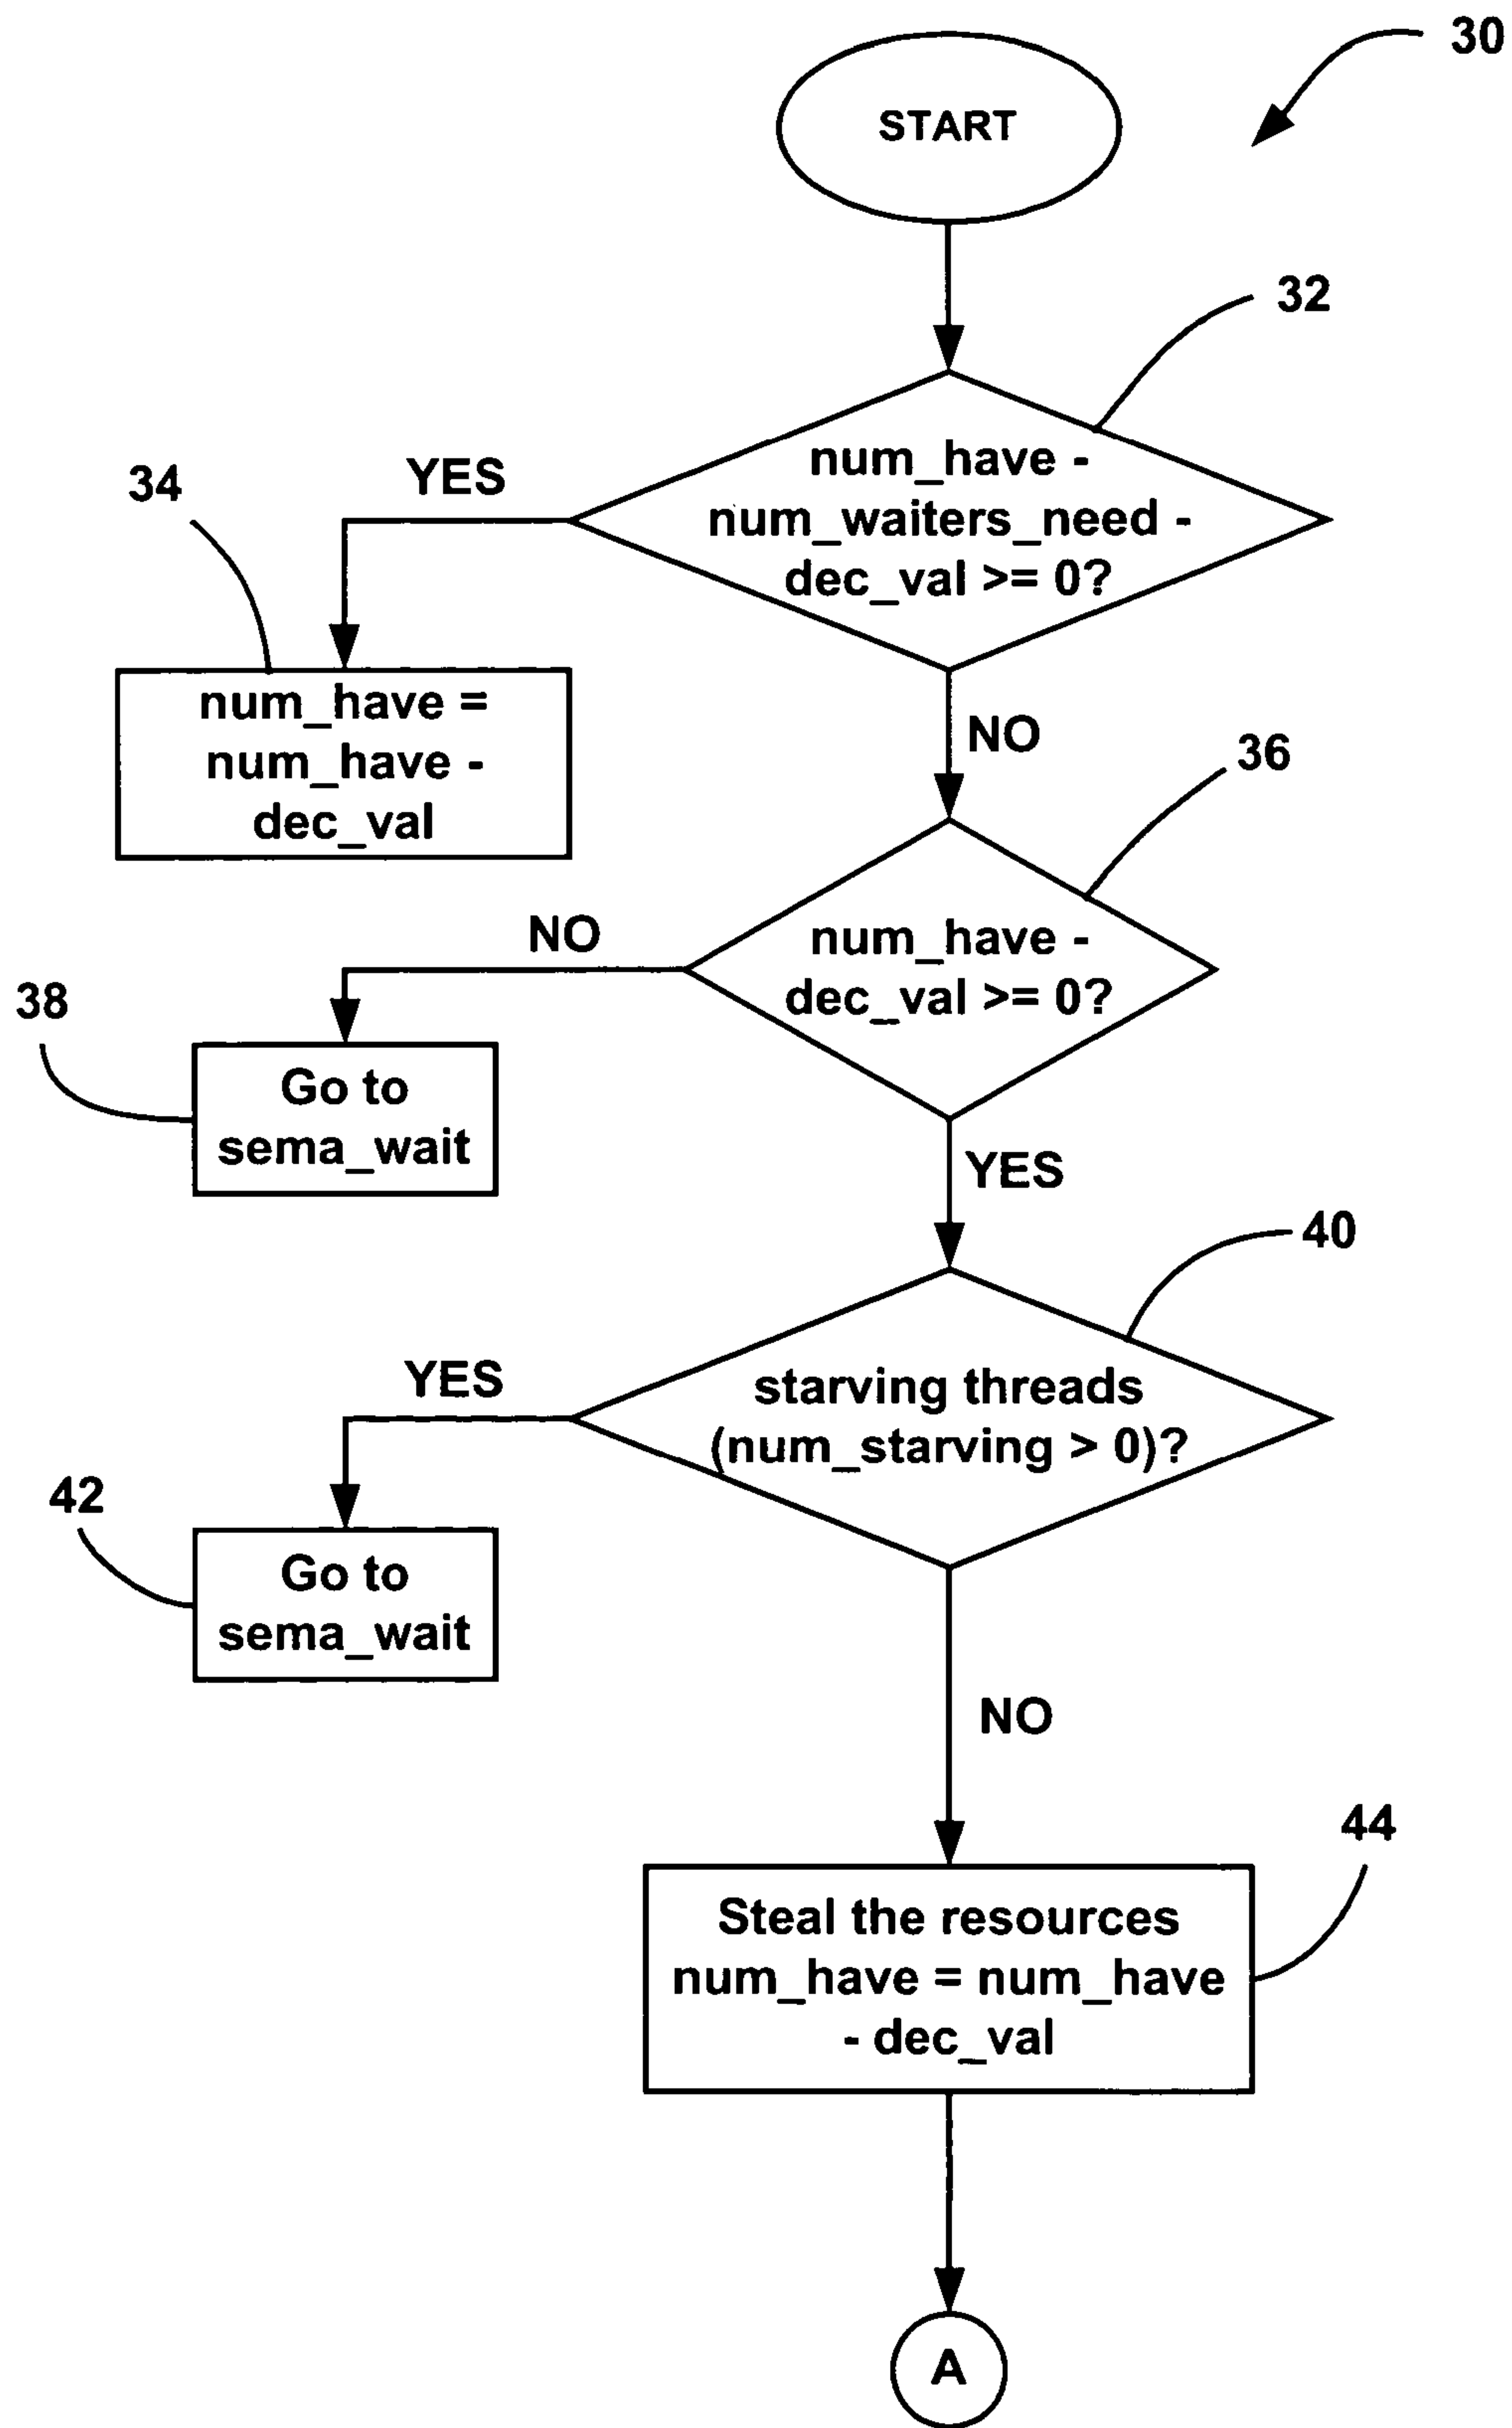 30
START
32
num_have -
num_waiters_need -
dec_val >= 0?
YES
34
num_have =
num_have -
dec_val
NO
36
num_have -
dec_val >= 0?
NO
38
Go to
sema_wait
YES
40
starving threads
(num_starving > 0)?
YES
42
Go to
sema_wait
NO
44
Steal the resources
num_have = num_have
- dec_val
A